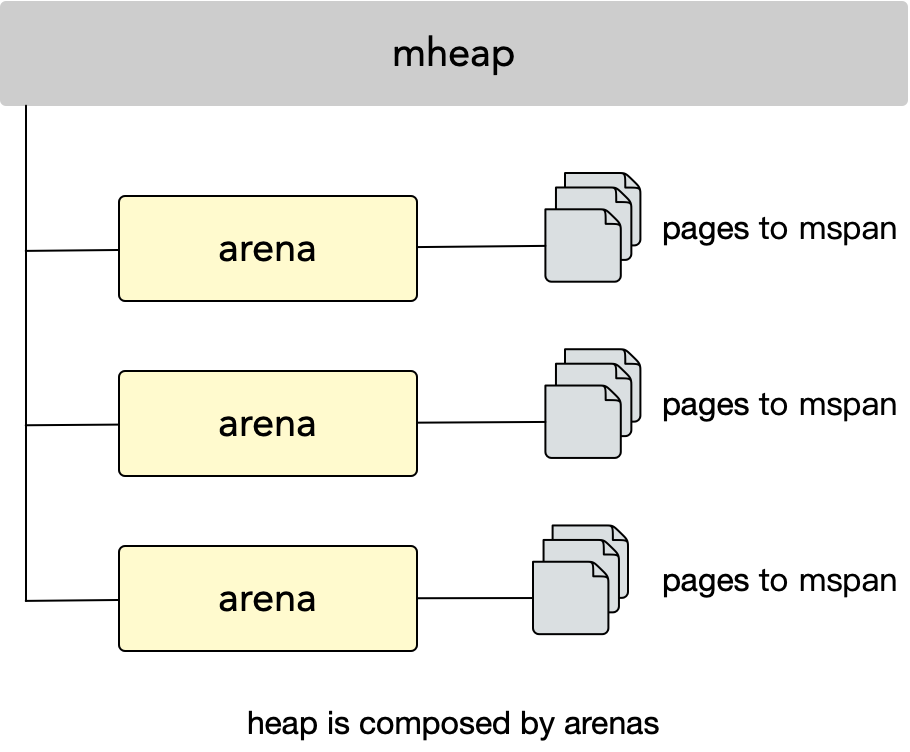 mheap
arena
pages to mspan
arena
pages to mspan
arena
pages to mspan
heap is composed by arenas